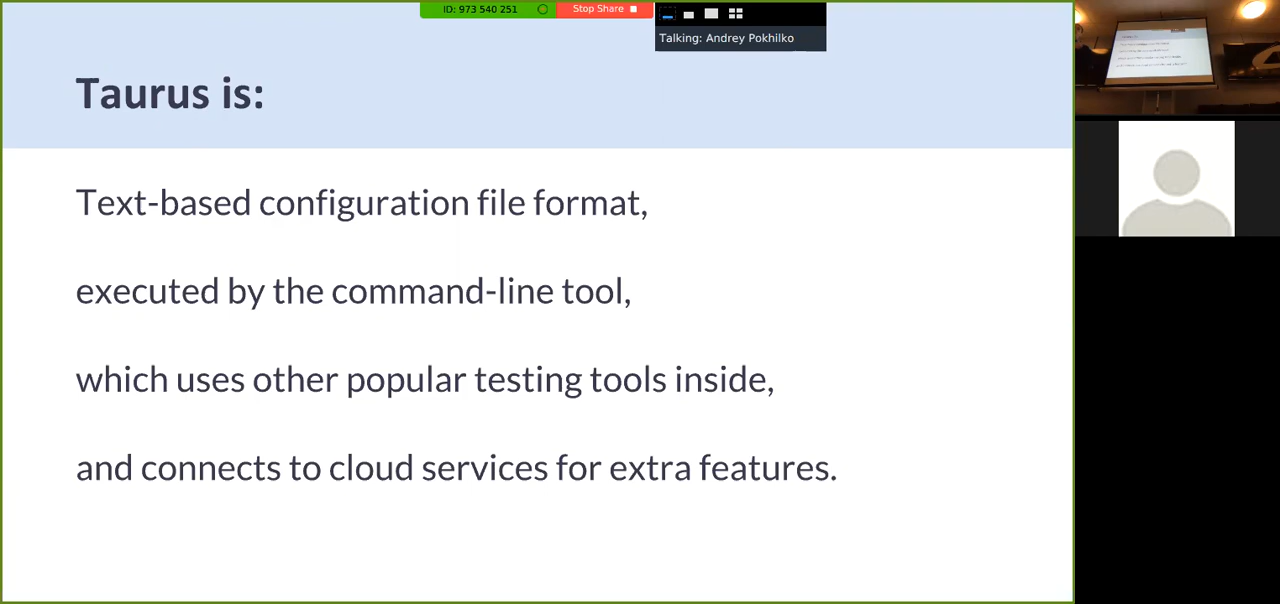 ID: 973 540 251
Stop Share
Talking: Andrey Pokhilko
Taurus is:
Text-based configuration file format,
executed by the command-line tool,
which uses other popular testing tools inside,
and connects to cloud services for extra features.